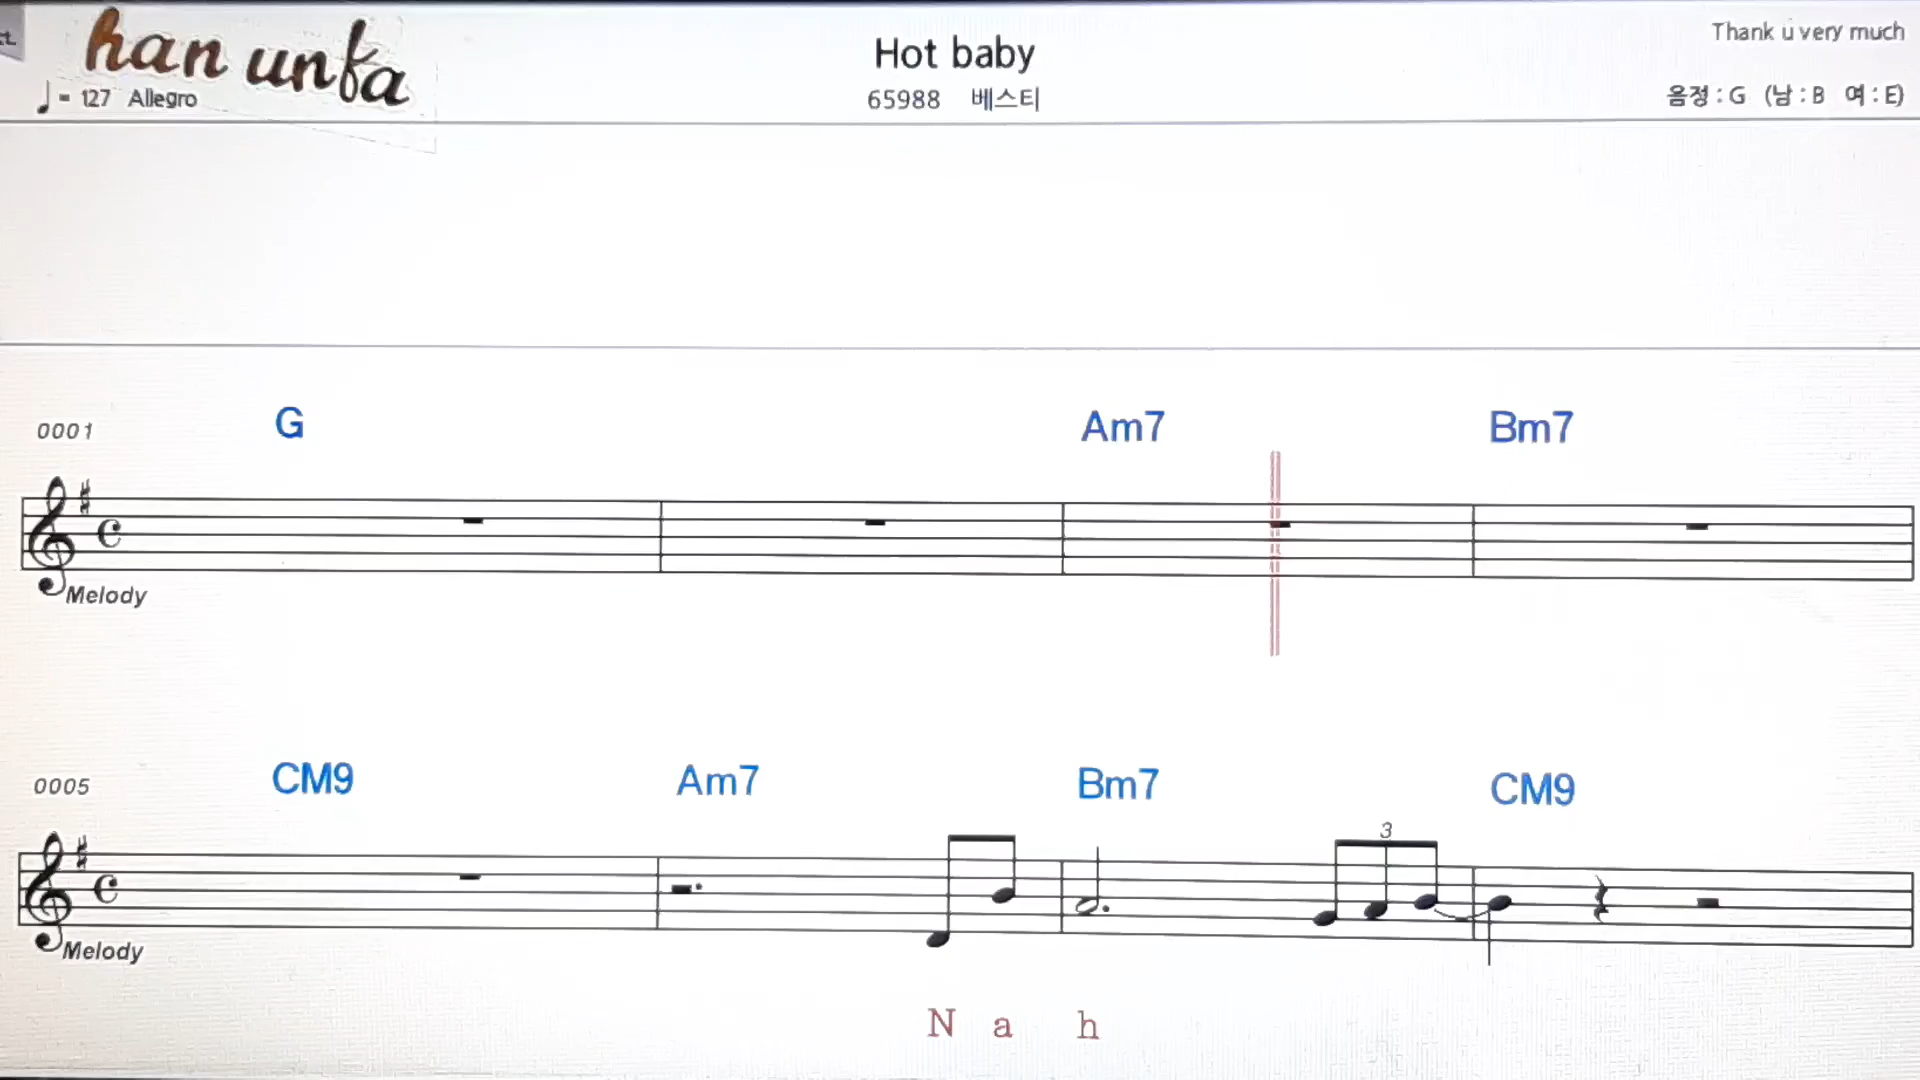 han unfa
Thank u very much
Hot baby
♩ = 127 Allegro
65988 베스티
음정 : G (남 : B 여 : E)
0001 G Am7 Bm7
Melody
0005 CM9 Am7 Bm7 CM9
3
Melody
N a h